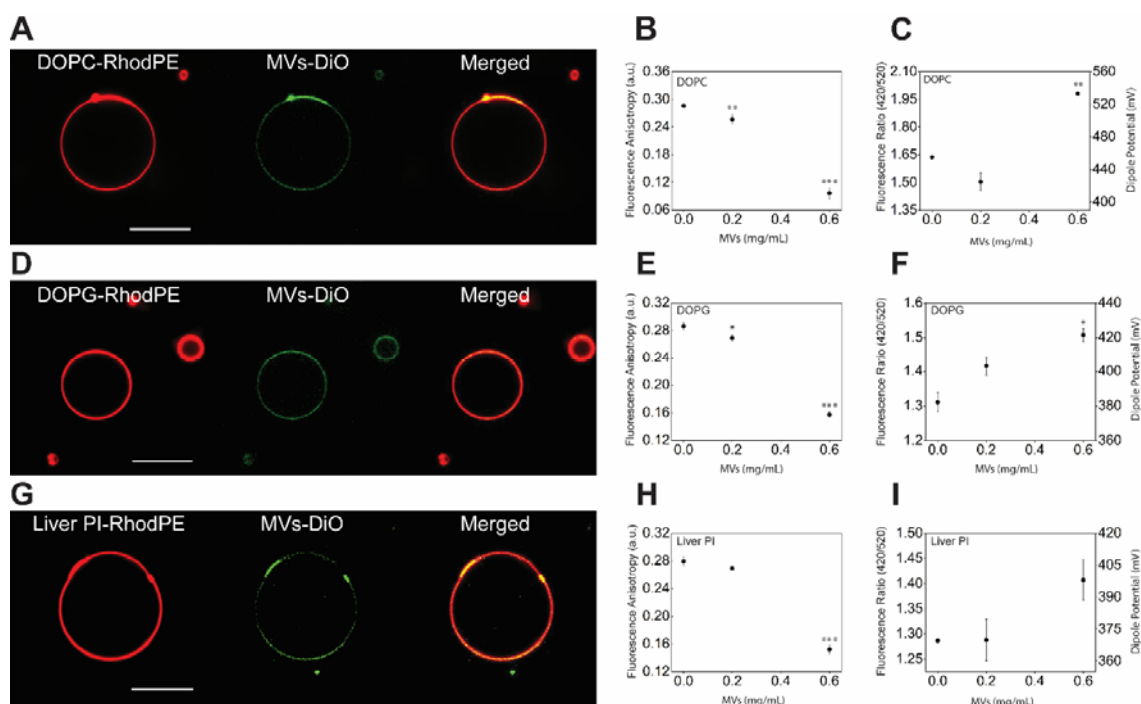 A
DOPC-RhodPE MVs-DiO Merged
B
Fluorescence Anisotropy (a.u.)
DOPC
0.36
0.30
0.24
0.18
0.12
0.06
**
***
0.0 0.2 0.4 0.6
MVs (mg/mL)
C
Fluorescence Ratio (420/520)
DOPC
2.10
1.95
1.80
1.65
1.50
1.35
**
560
520
480
440
400
Dipole Potential (mV)
0.0 0.2 0.4 0.6
MVs (mg/mL)
D
DOPG-RhodPE MVs-DiO Merged
E
Fluorescence Anisotropy (a.u.)
DOPG
0.32
0.28
0.24
0.20
0.16
0.12
*
***
0.0 0.2 0.4 0.6
MVs (mg/mL)
F
Fluorescence Ratio (420/520)
DOPG
1.6
1.5
1.4
1.3
1.2
*
440
420
400
380
360
Dipole Potential (mV)
0.0 0.2 0.4 0.6
MVs (mg/mL)
G
Liver PI-RhodPE MVs-DiO Merged
H
Fluorescence Anisotropy (a.u.)
Liver PI
0.32
0.28
0.24
0.20
0.16
0.12
***
0.0 0.2 0.4 0.6
MVs (mg/mL)
I
Fluorescence Ratio (420/520)
Liver PI
1.50
1.45
1.40
1.35
1.30
1.25
420
405
389
375
360
Dipole Potential (mV)
0.0 0.2 0.4 0.6
MVs (mg/mL)